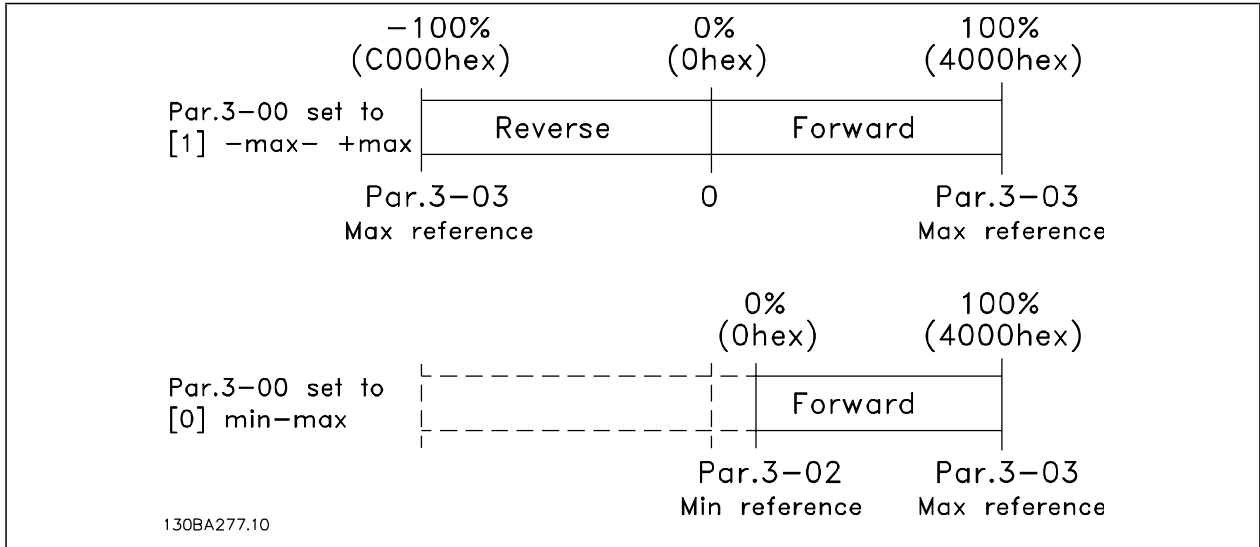 -100% 0% 100%
(C000hex) (0hex) (4000hex)
Par.3-00 set to
[1] -max- +max
Reverse Forward
Par.3-03 0 Par.3-03
Max reference Max reference
0% 100%
(0hex) (4000hex)
Par.3-00 set to
[0] min-max
Forward
Par.3-02 Par.3-03
Min reference Max reference
130BA277.10